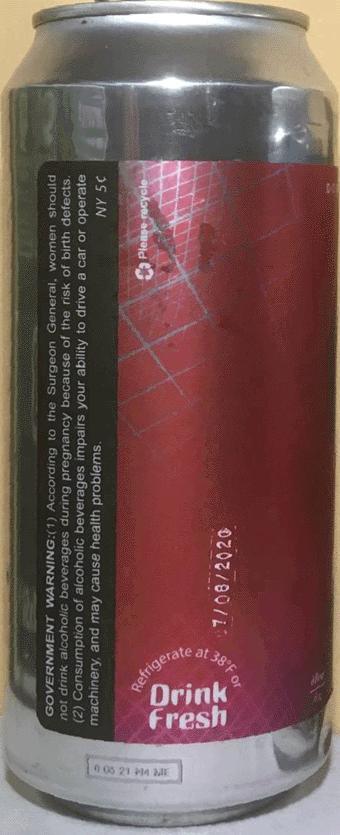 GOVERNMENT WARNING:(1) According to the Surgeon General, women should
not drink alcoholic beverages during pregnancy because of the risk of birth defects.
(2) Consumption of alcoholic beverages impairs your ability to drive a car or operate
machinery, and may cause health problems.
NY 5¢
Please recycle
7/08/2020
Refrigerate at 38°F or
Drink
Fresh